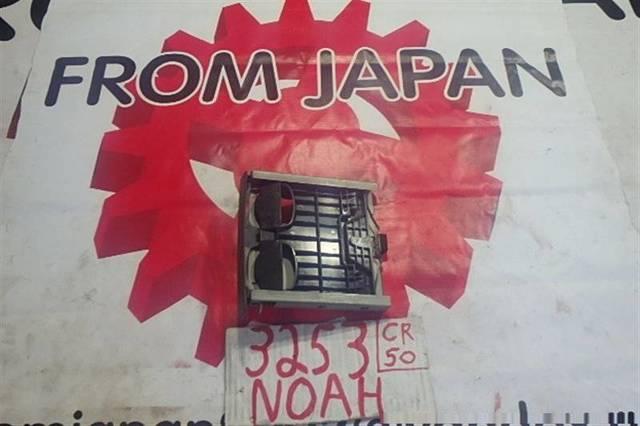 FROM JAPAN
3253
CR
50
NOAH